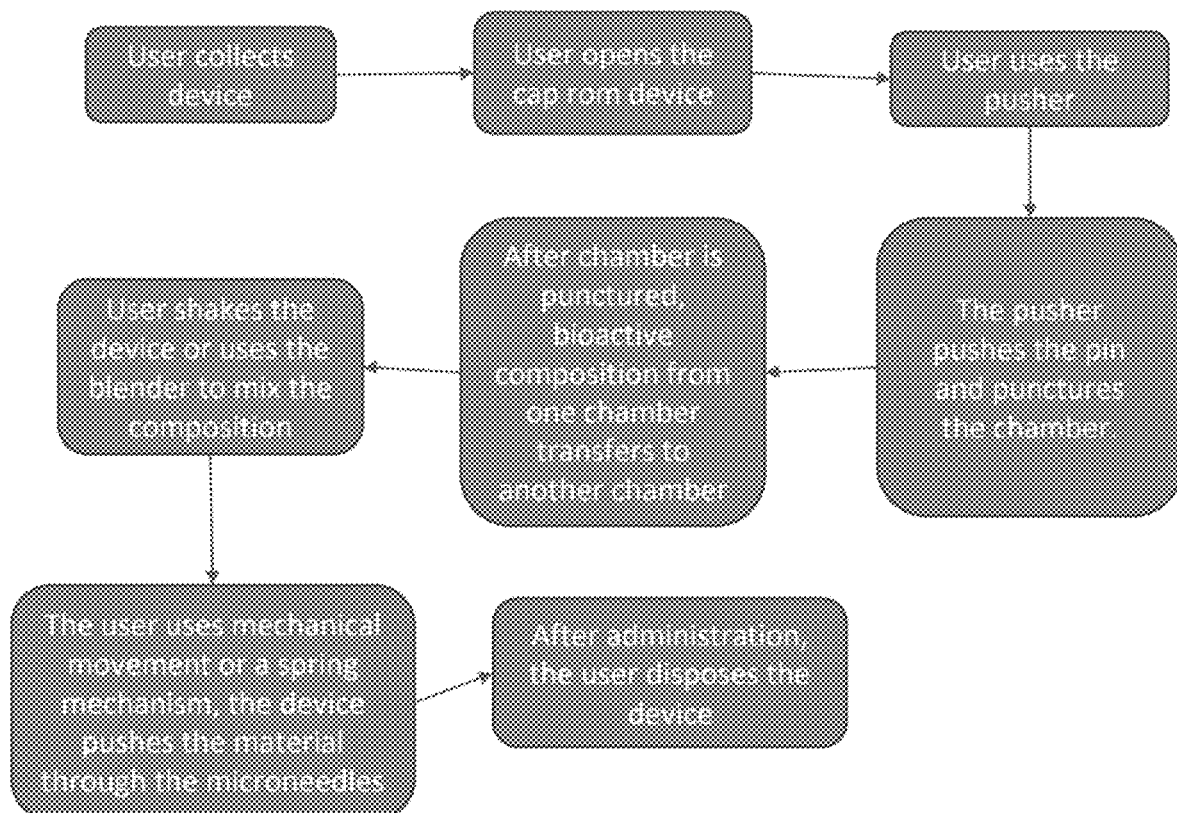 User collects
device
User opens the
cap rom device
User uses the
pusher
The pusher
pushes the pin
and punctures
the chamber
After chamber is
punctured,
bioactive
composition from
one chamber
transfers to
another chamber
User shakes the
device or uses the
blender to mix the
composition
The user uses mechanical
movement or a spring
mechanism, the device
pushes the material
through the microneedles
After administration,
the user disposes the
device